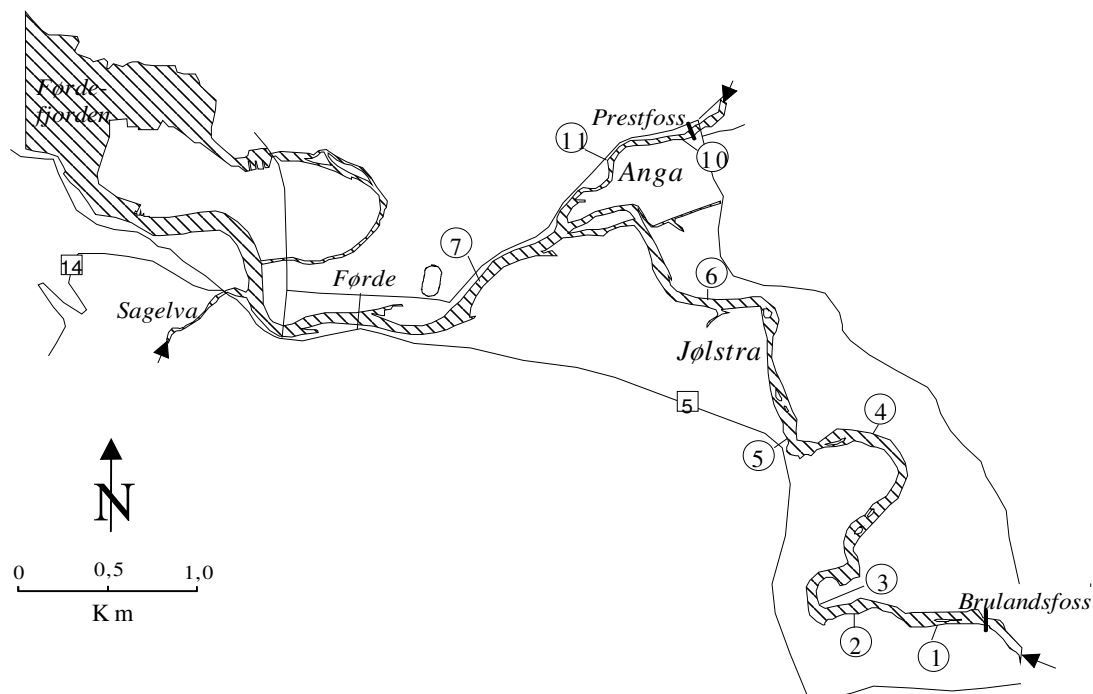 Førde-
fjorden
Prestfoss
11
10
Anga
7
14
Førde
6
Sagelva
Jølstra
5
4
5
N
0 0,5 1,0
Km
3
Brulandsfoss
2
1